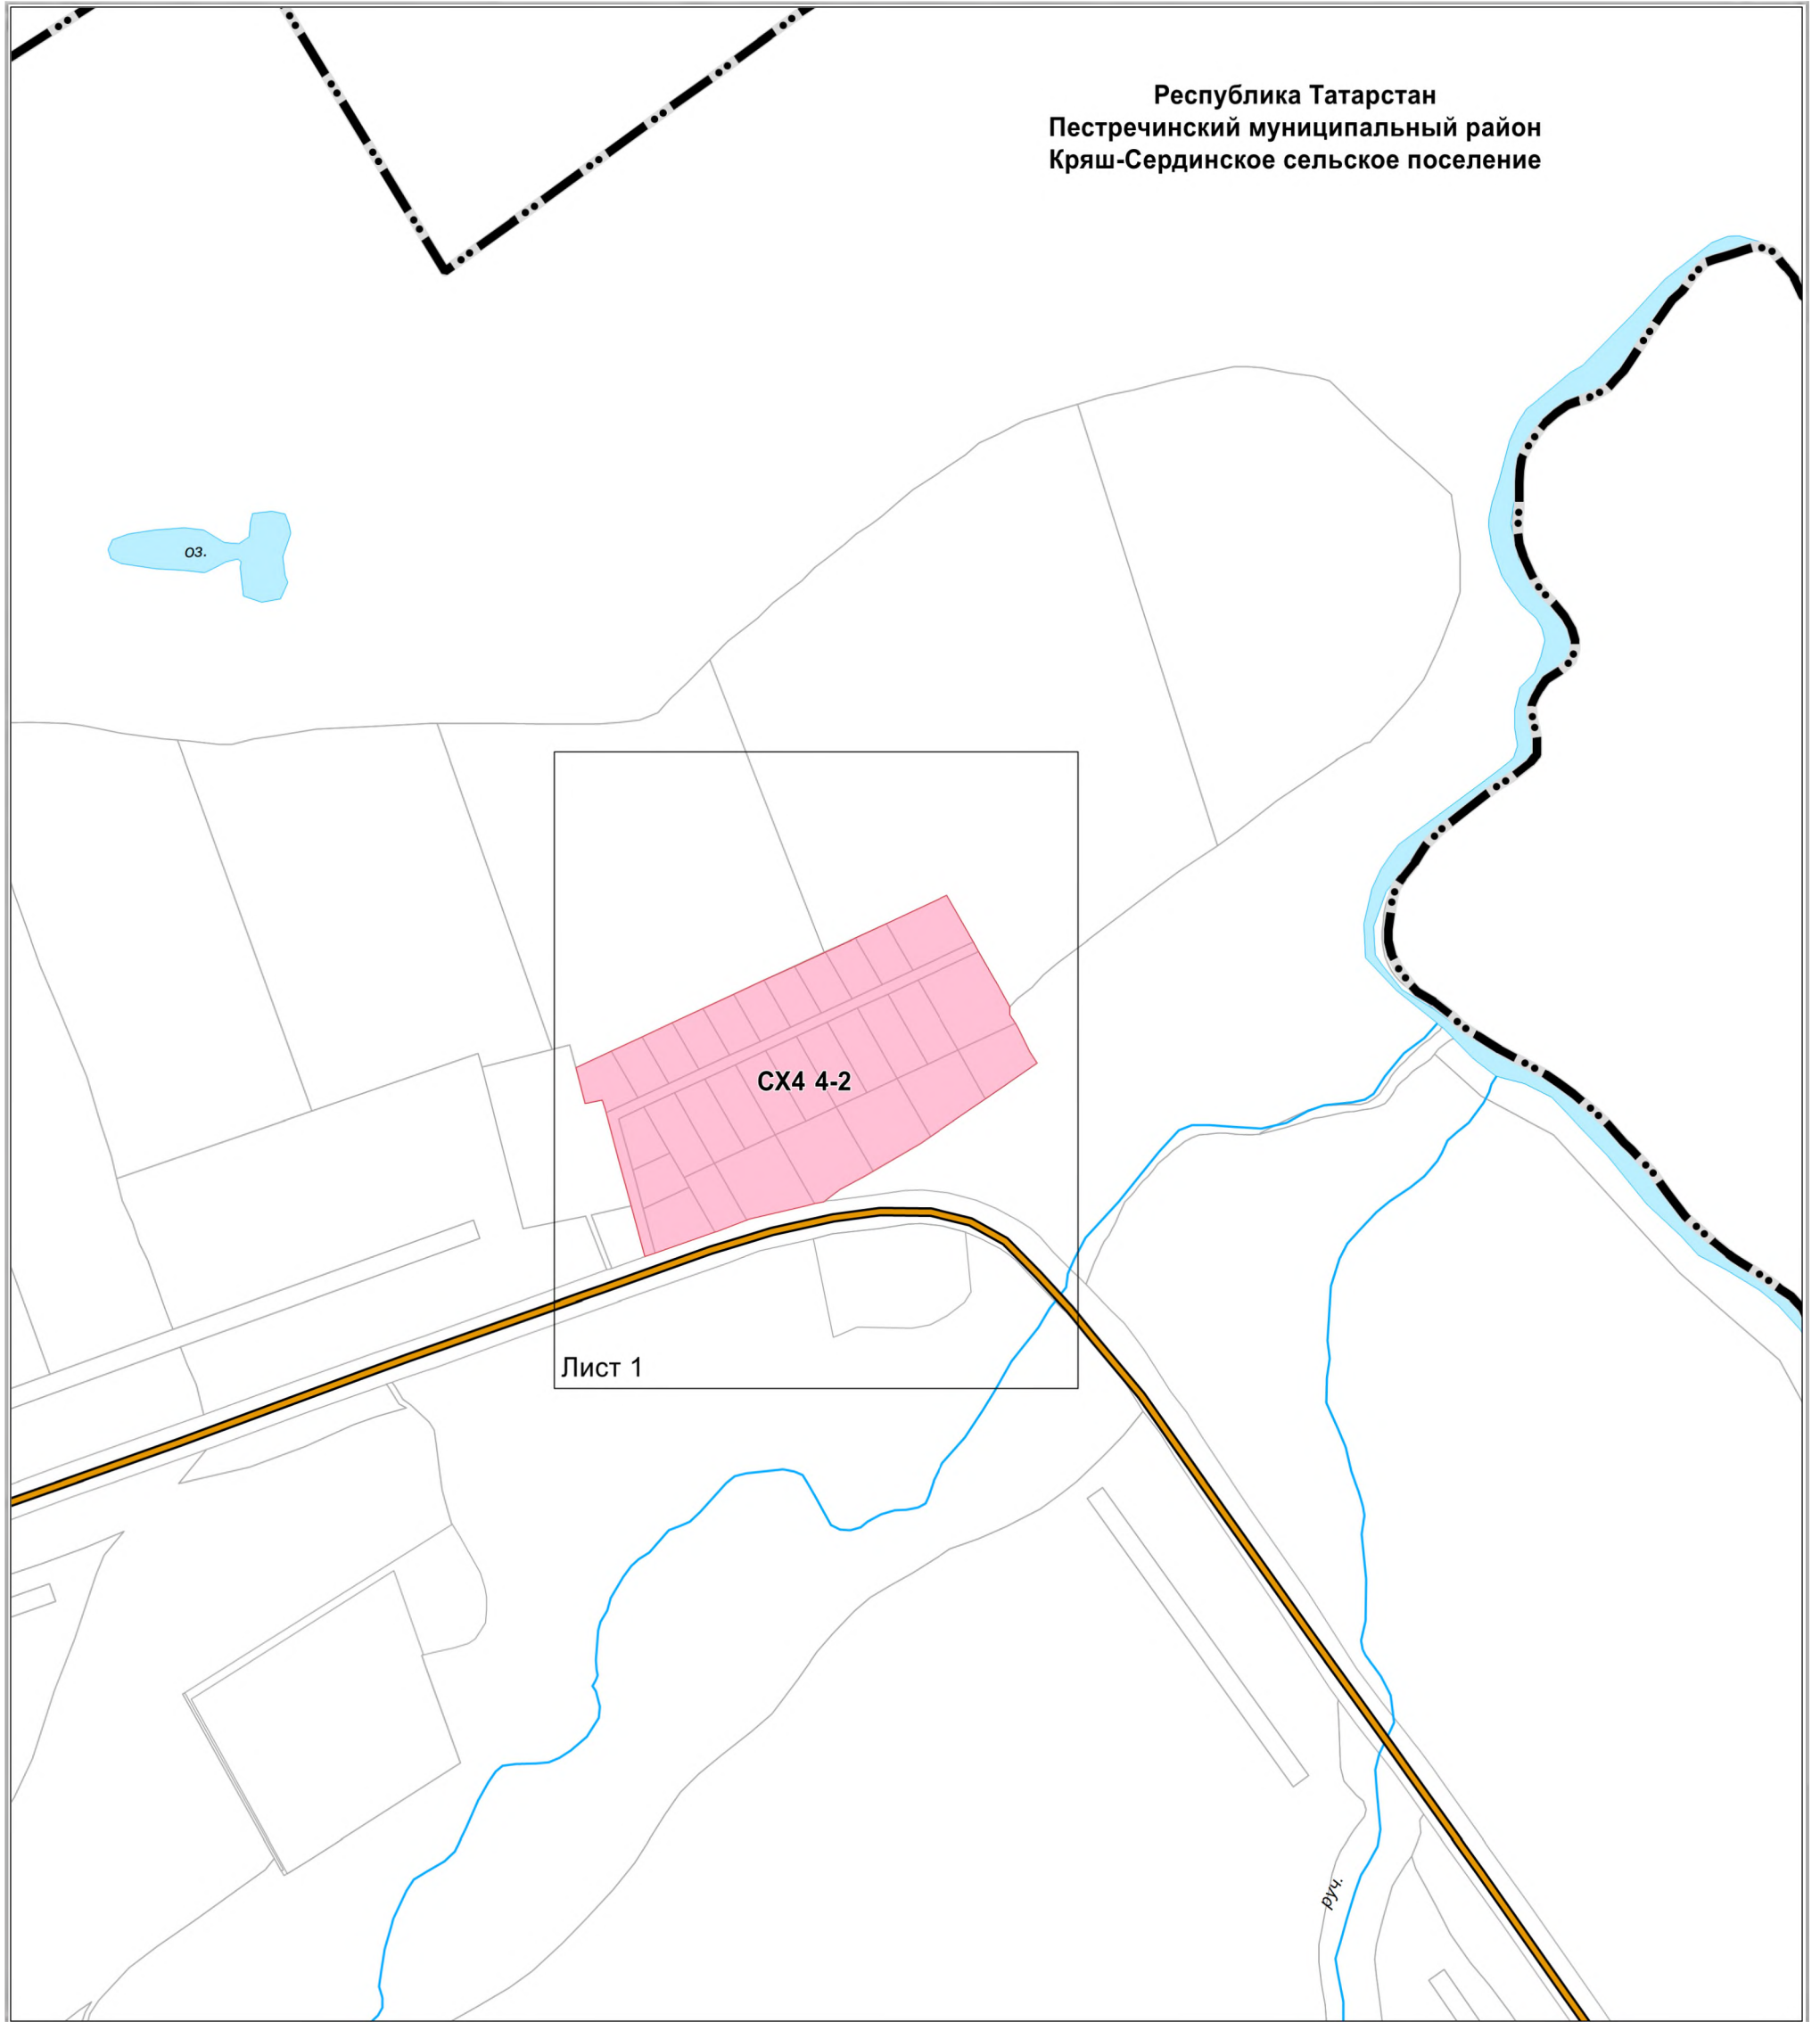 Республика Татарстан
Пестречинский муниципальный район
Кряш-Сердинское сельское поселение
оз.
СХ4 4-2
Лист 1
руч.